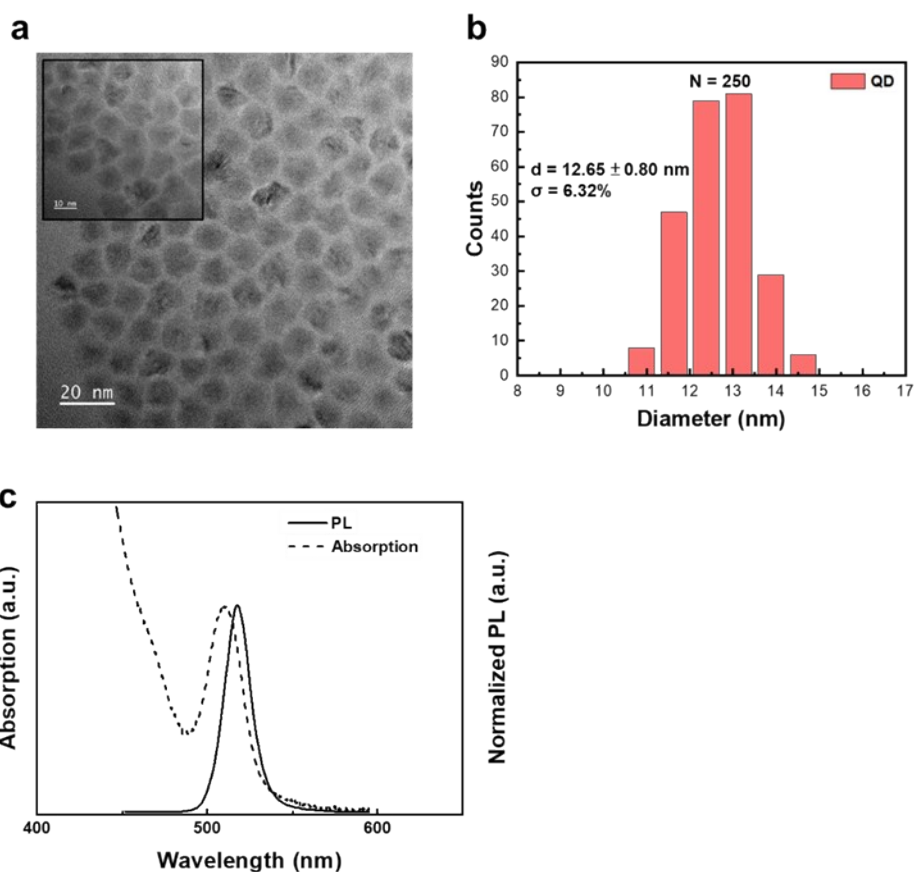 a
10 nm
20 nm
b
90
80
70
60
50
40
30
20
10
0
Counts
N = 250
QD
d = 12.65 ± 0.80 nm
σ = 6.32%
8 9 10 11 12 13 14 15 16 17
Diameter (nm)
c
Absorption (a.u.)
PL
Absorption
Normalized PL (a.u.)
400 500 600
Wavelength (nm)